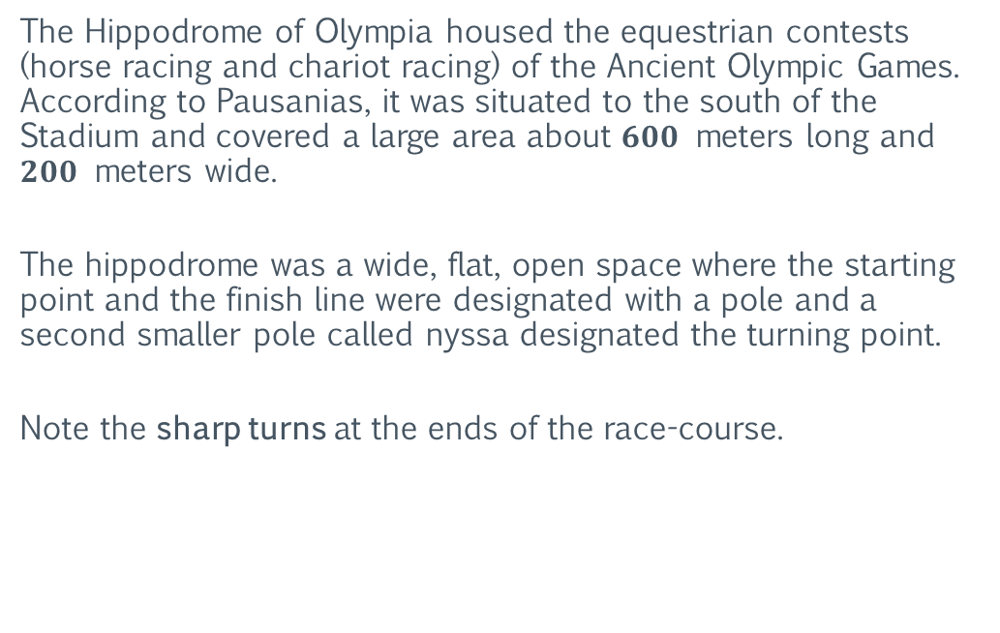 The Hippodrome of Olympia housed the equestrian contests
(horse racing and chariot racing) of the Ancient Olympic Games.
According to Pausanias, it was situated to the south of the
Stadium and covered a large area about 600 meters long and
200 meters wide.
The hippodrome was a wide, flat, open space where the starting
point and the finish line were designated with a pole and a
second smaller pole called nyssa designated the turning point.
Note the sharp turns at the ends of the race-course.